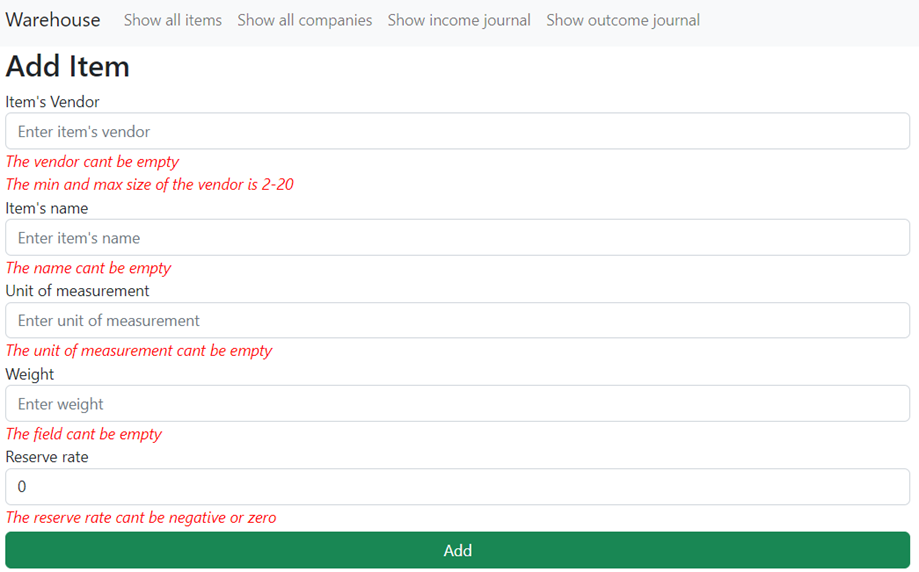 Warehouse Show all items Show all companies Show income journal Show outcome journal
Add Item
Item's Vendor
Enter item's vendor
The vendor cant be empty
The min and max size of the vendor is 2-20
Item's name
Enter item's name
The name cant be empty
Unit of measurement
Enter unit of measurement
The unit of measurement cant be empty
Weight
Enter weight
The field cant be empty
Reserve rate
0
The reserve rate cant be negative or zero
Add